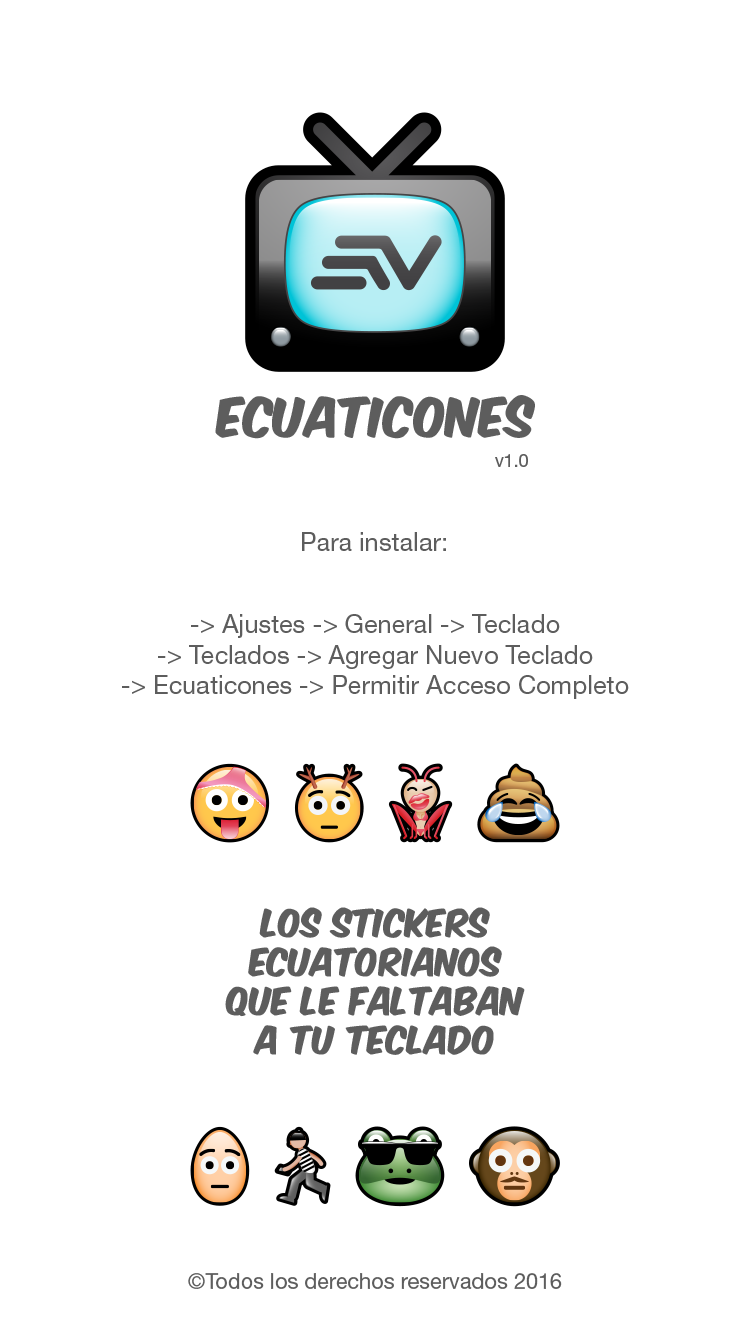 EV
ECUATICONES
v1.0
Para instalar:
-> Ajustes -> General -> Teclado
-> Teclados -> Agregar Nuevo Teclado
-> Ecuaticones -> Permitir Acceso Completo
LOS STICKERS
ECUATORIANOS
QUE LE FALTABAN
A TU TECLADO
©Todos los derechos reservados 2016